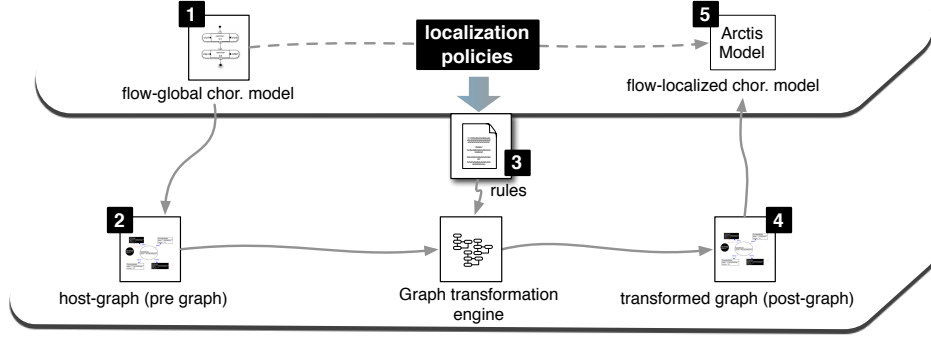 1
localization
policies
5
Arctis
Model
flow-global chor. model
flow-localized chor. model
3
rules
2
4
host-graph (pre graph)
Graph transformation
engine
transformed graph (post-graph)